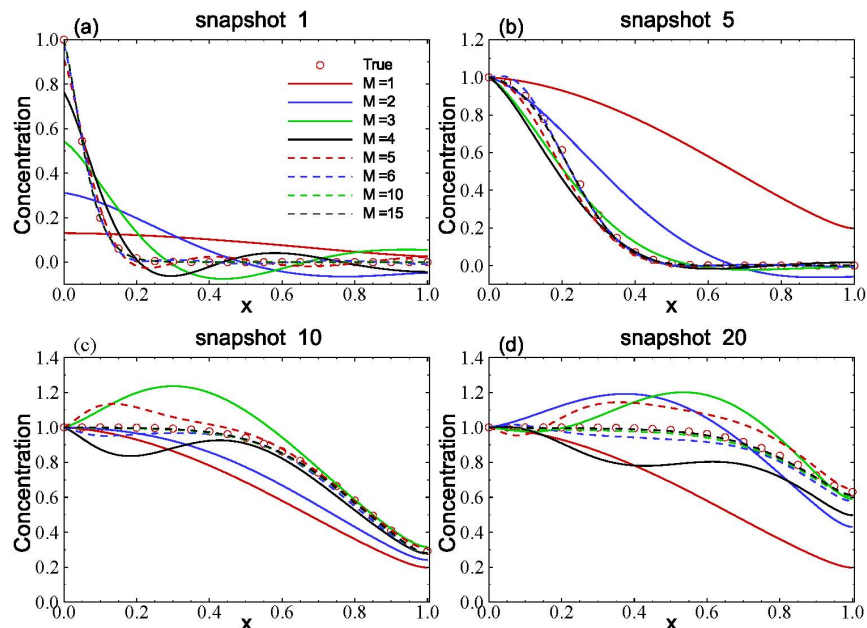 snapshot 1
(a)
1.0
0.8
0.6
0.4
0.2
0.0
Concentration
True
M =1
M =2
M =3
M =4
M =5
M =6
M =10
M =15
0.0 0.2 0.4 0.6 0.8 1.0
x
snapshot 5
(b)
1.2
1.0
0.8
0.6
0.4
0.2
0.0
Concentration
0.0 0.2 0.4 0.6 0.8 1.0
x
snapshot 10
(c)
1.4
1.2
1.0
0.8
0.6
0.4
0.2
0.0
Concentration
0.0 0.2 0.4 0.6 0.8 1.0
x
snapshot 20
(d)
1.4
1.2
1.0
0.8
0.6
0.4
0.2
0.0
Concentration
0.0 0.2 0.4 0.6 0.8 1.0
x